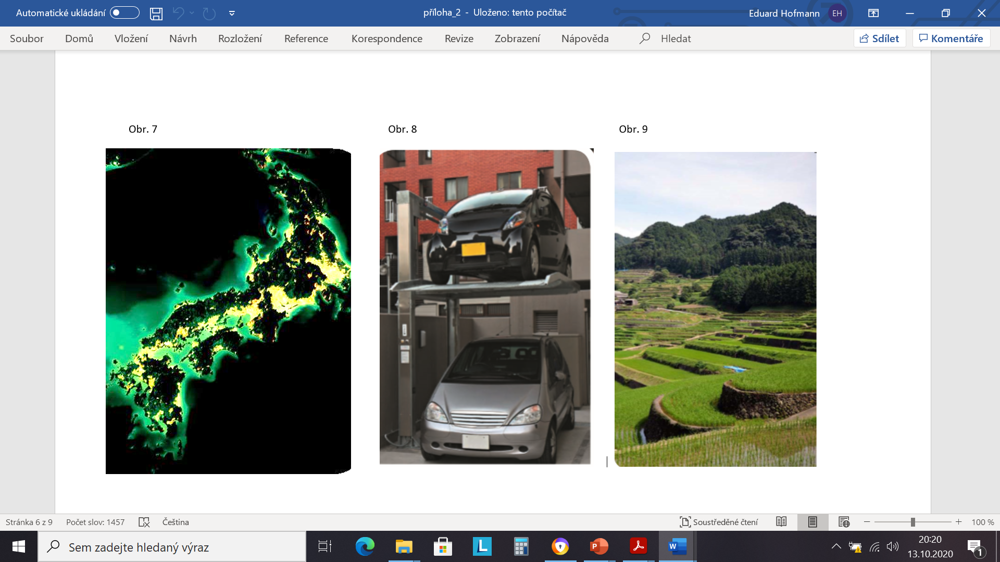 Automatické ukládání
příloha_2 - Uloženo: tento počítač
Eduard Hofmann EH
Soubor Domů Vložení Návrh Rozložení Reference Korespondence Revize Zobrazení Nápověda Hledat Sdílet Komentáře
Obr. 7 Obr. 8 Obr. 9
Stránka 6 z 9 Počet slov: 1457 Čeština Soustředěné čtení 100 %
Sem zadejte hledaný výraz
L P W
20:20
13.10.2020
1